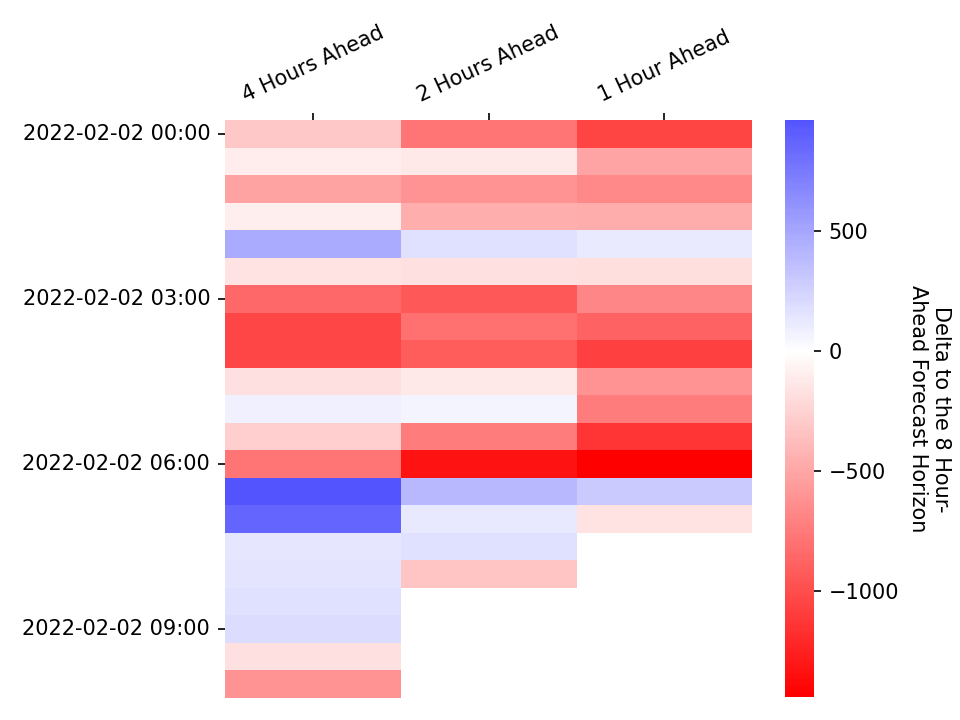 4 Hours Ahead
2 Hours Ahead
1 Hour Ahead
2022-02-02 00:00
2022-02-02 03:00
2022-02-02 06:00
2022-02-02 09:00
500
0
−500
−1000
Delta to the 8 Hour-
Ahead Forecast Horizon